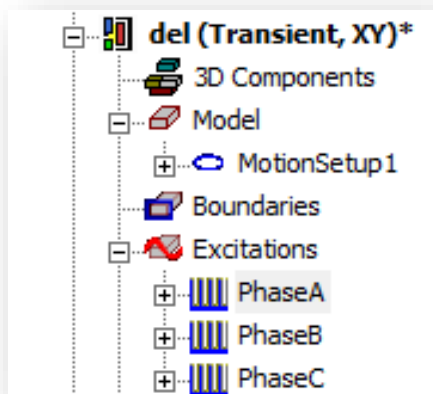 del (Transient, XY)*
3D Components
Model
MotionSetup1
Boundaries
Excitations
PhaseA
PhaseB
PhaseC